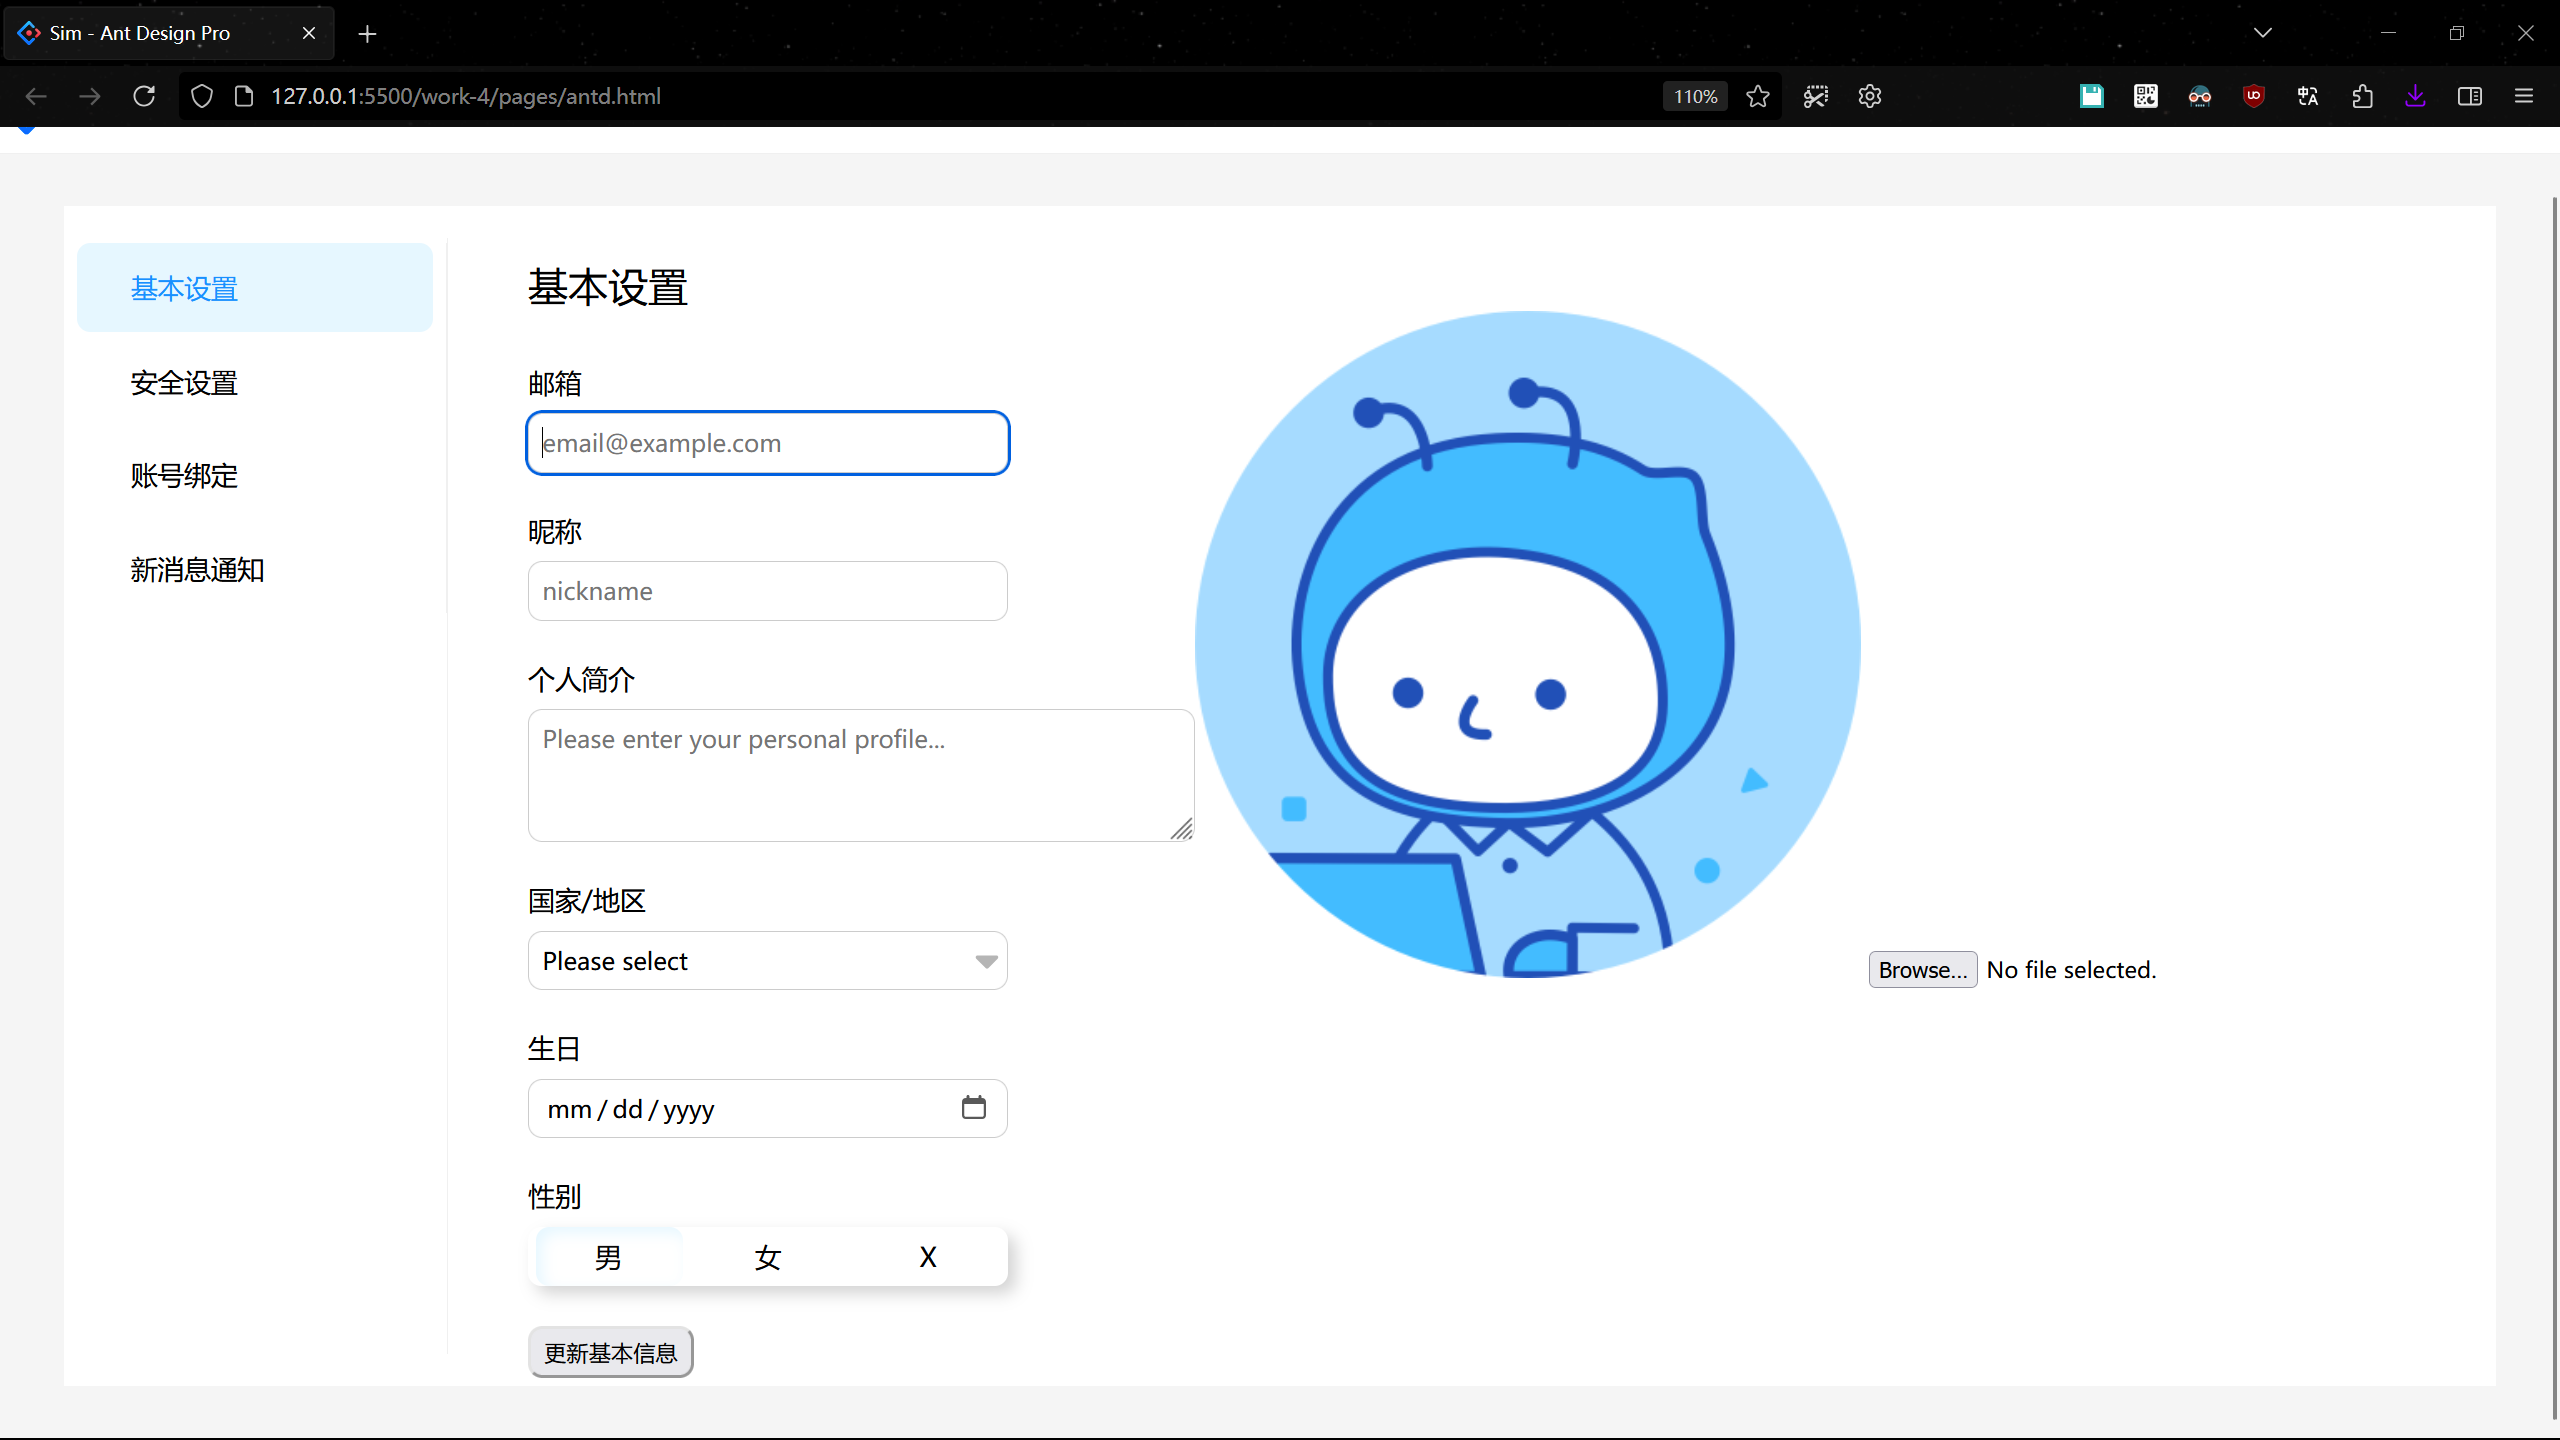 Sim - Ant Design Pro
127.0.0.1:5500/work-4/pages/antd.html
110%
基本设置
安全设置
账号绑定
新消息通知
基本设置
邮箱
email@example.com
昵称
nickname
个人简介
Please enter your personal profile...
国家/地区
Please select
生日
mm / dd / yyyy
性别
男 女 X
更新基本信息
Browse... No file selected.